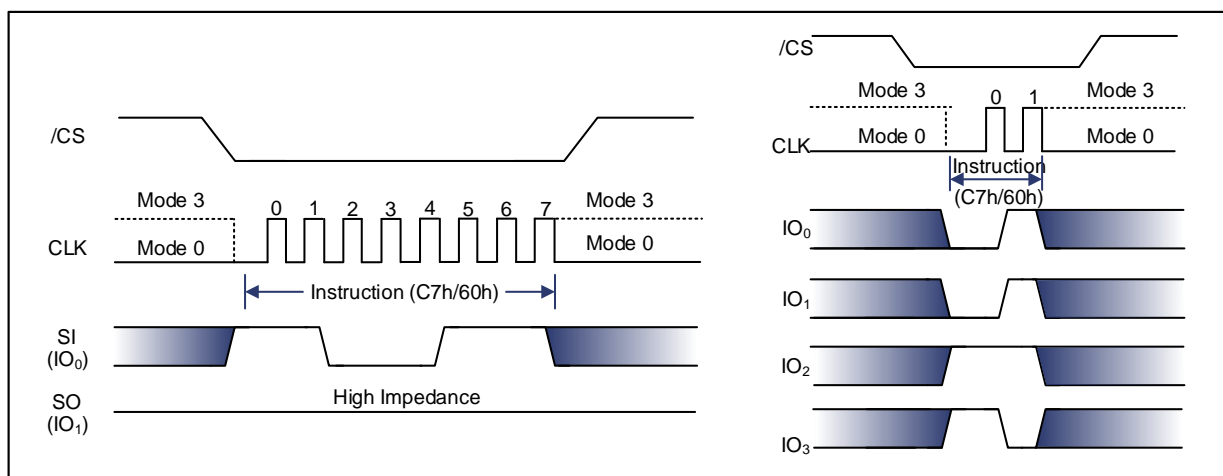 /CS
Mode 3
Mode 3
0 1 2 3 4 5 6 7
CLK
Mode 0
Mode 0
Instruction (C7h/60h)
SI
(IO0)
High Impedance
SO
(IO1)
/CS
Mode 3
0 1
Mode 3
Mode 0
Mode 0
CLK
Instruction
(C7h/60h)
IO0
IO1
IO2
IO3